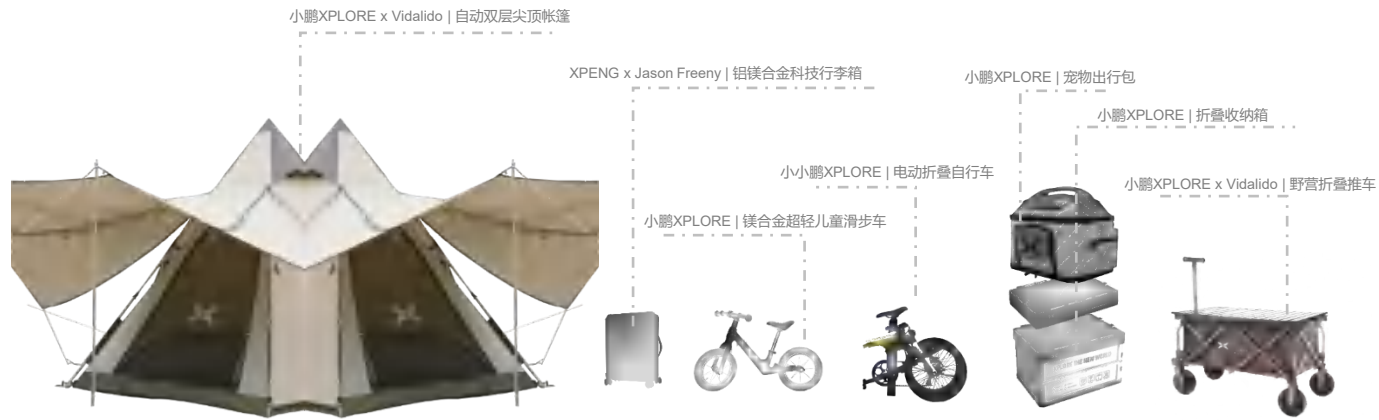 小鹏XPLORE x Vidalido | 自动双层尖顶帐篷
XPENG x Jason Freeny | 铝镁合金科技行李箱
小鹏XPLORE | 宠物出行包
小鹏XPLORE | 折叠收纳箱
小小鹏XPLORE | 电动折叠自行车
小鹏XPLORE x Vidalido | 野营折叠推车
小鹏XPLORE | 镁合金超轻儿童滑步车